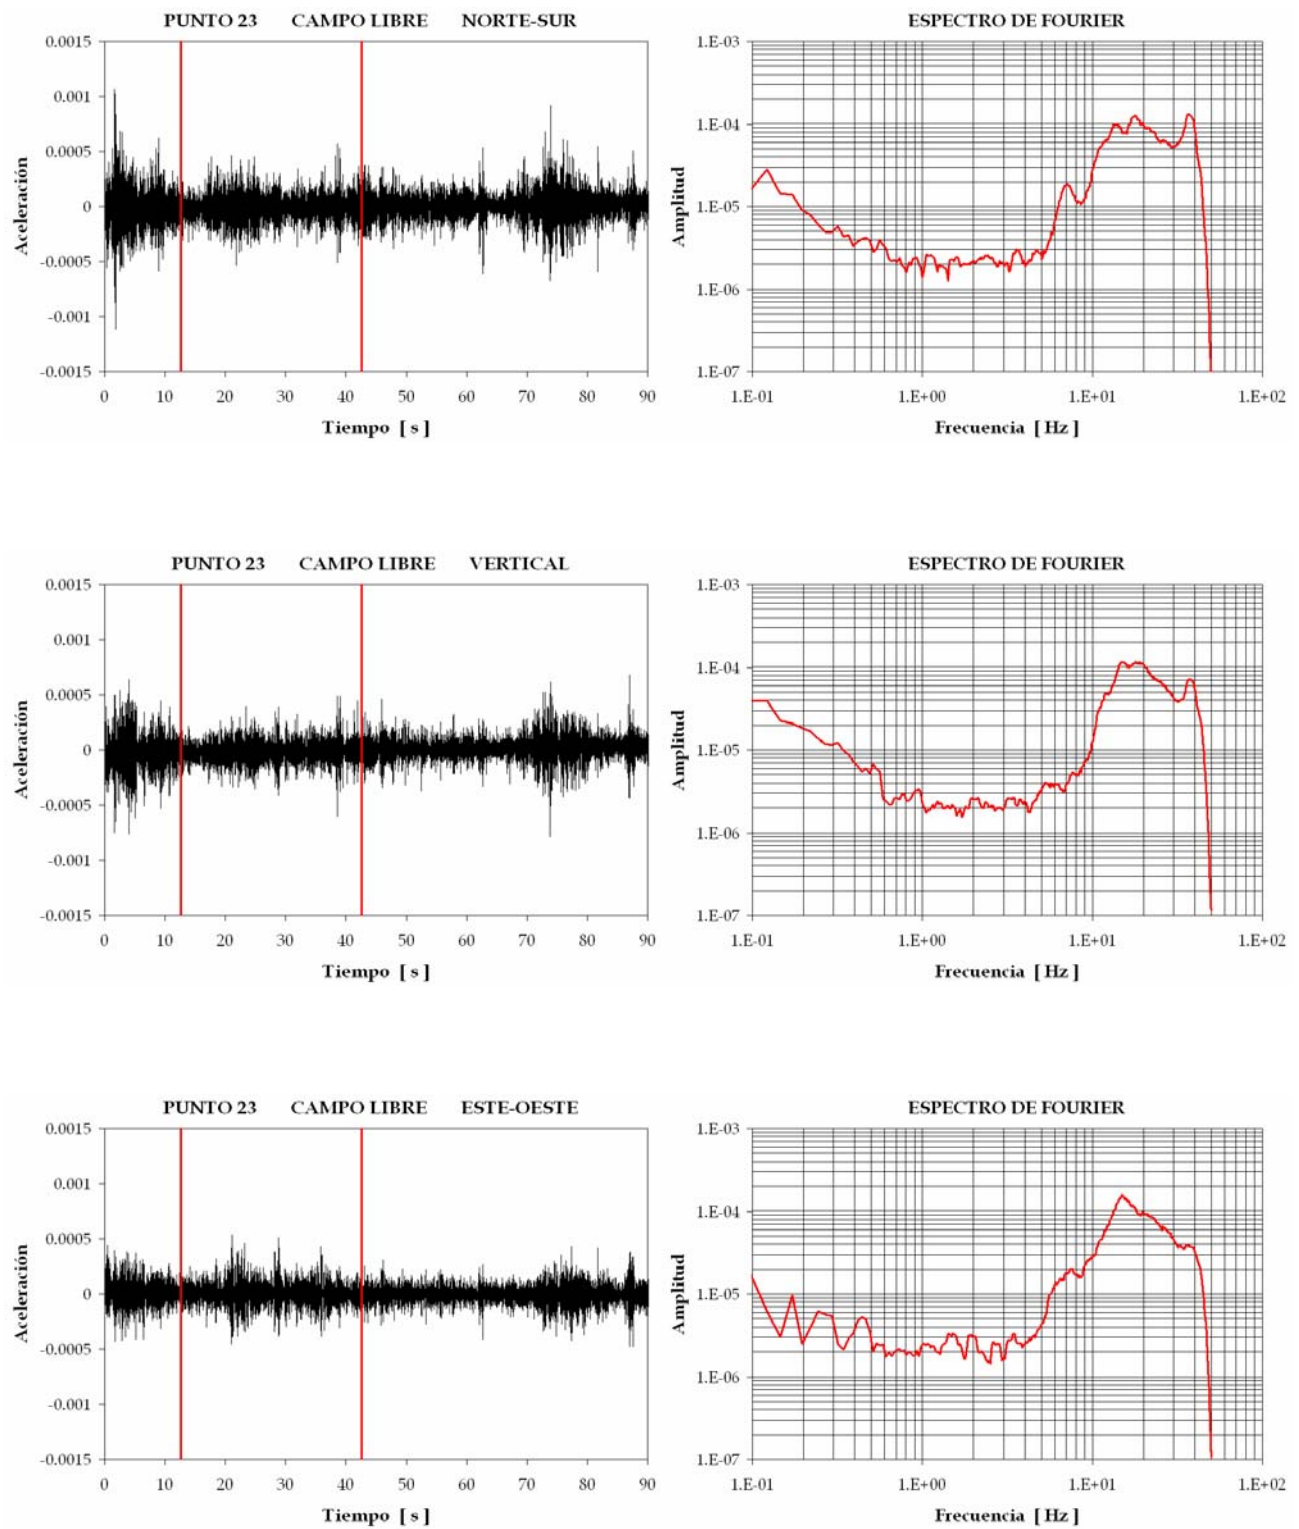 PUNTO 23 CAMPO LIBRE NORTE-SUR
0.0015
0.001
0.0005
0
-0.0005
-0.001
-0.0015
Aceleración
0 10 20 30 40 50 60 70 80 90
Tiempo [ s ]
ESPECTRO DE FOURIER
1.E-03
1.E-04
1.E-05
1.E-06
1.E-07
Amplitud
1.E-01 1.E+00 1.E+01 1.E+02
Frecuencia [ Hz ]
PUNTO 23 CAMPO LIBRE VERTICAL
0.0015
0.001
0.0005
0
-0.0005
-0.001
-0.0015
Aceleración
0 10 20 30 40 50 60 70 80 90
Tiempo [ s ]
ESPECTRO DE FOURIER
1.E-03
1.E-04
1.E-05
1.E-06
1.E-07
Amplitud
1.E-01 1.E+00 1.E+01 1.E+02
Frecuencia [ Hz ]
PUNTO 23 CAMPO LIBRE ESTE-OESTE
0.0015
0.001
0.0005
0
-0.0005
-0.001
-0.0015
Aceleración
0 10 20 30 40 50 60 70 80 90
Tiempo [ s ]
ESPECTRO DE FOURIER
1.E-03
1.E-04
1.E-05
1.E-06
1.E-07
Amplitud
1.E-01 1.E+00 1.E+01 1.E+02
Frecuencia [ Hz ]